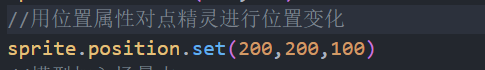 //用位置属性对点精灵进行位置变化
sprite.position.set(200,200,100)